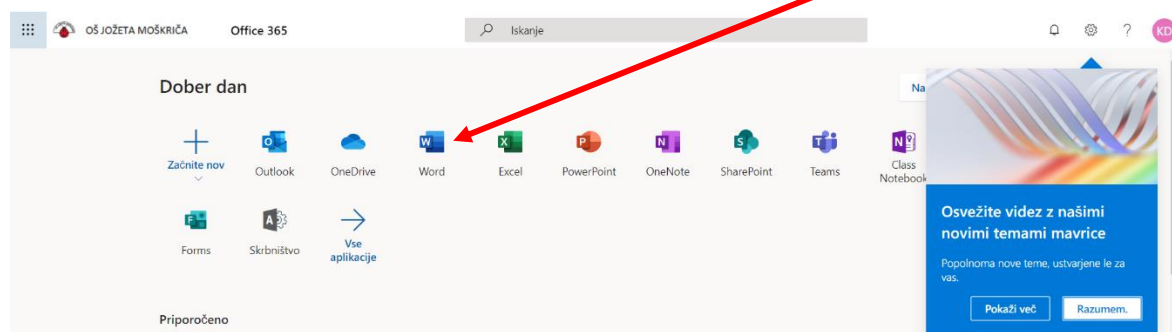 OŠ JOŽETA MOŠKRIČA
Office 365
Iskanje
?
KD
Dober dan
Na
Začnite nov
Outlook
OneDrive
Word
Excel
PowerPoint
OneNote
SharePoint
Teams
Class
Notebook
Forms
Skrbništvo
Vse
aplikacije
Osvežite videz z našimi
novimi temami mavrice
Popolnoma nove teme, ustvarjene le za
vas.
Pokaži več
Razumem.
Priporočeno